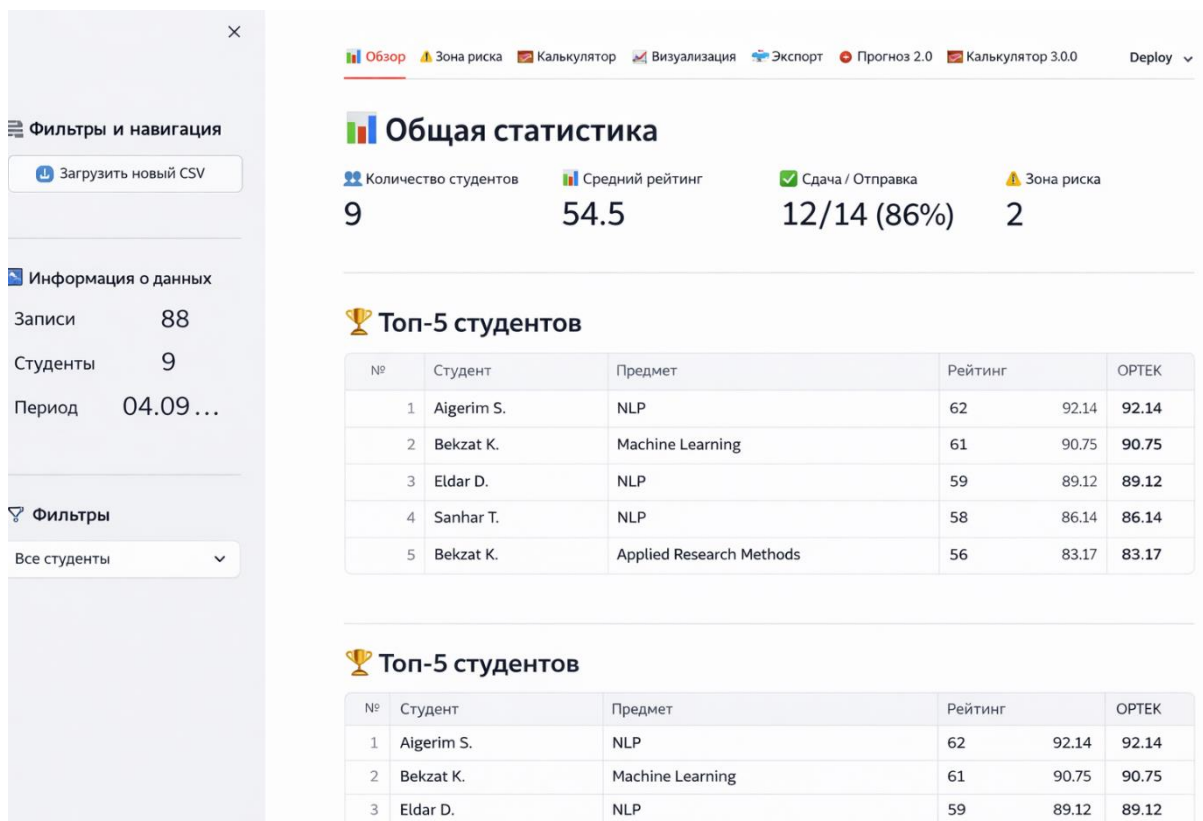 Фильтры и навигация
Загрузить новый CSV
Информация о данных
Записи 88
Студенты 9
Период 04.09...
Фильтры
Все студенты
Обзор Зона риска Калькулятор Визуализация Экспорт Прогноз 2.0 Калькулятор 3.0.0 Deploy
Общая статистика
Количество студентов Средний рейтинг Сдача / Отправка Зона риска
9 54.5 12/14 (86%) 2
Топ-5 студентов
№ Студент Предмет Рейтинг OPTEK
1 Aigerim S. NLP 62 92.14 92.14
2 Bekzat K. Machine Learning 61 90.75 90.75
3 Eldar D. NLP 59 89.12 89.12
4 Sanhar T. NLP 58 86.14 86.14
5 Bekzat K. Applied Research Methods 56 83.17 83.17
Топ-5 студентов
№ Студент Предмет Рейтинг OPTEK
1 Aigerim S. NLP 62 92.14 92.14
2 Bekzat K. Machine Learning 61 90.75 90.75
3 Eldar D. NLP 59 89.12 89.12